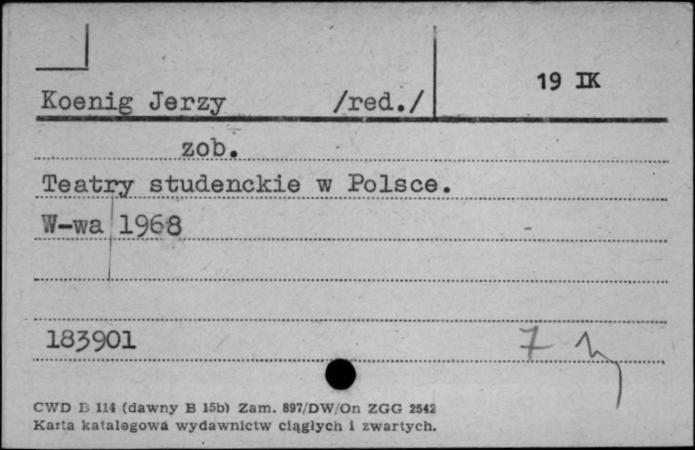 19 IK
Koenig Jerzy /red./
zob.
Teatry studenckie w Polsce.
W-wa 1968
183901
7
CWD B 114 (dawny B 15b) Zam. 897/DW/On ZGG 2542
Karta katalogowa wydawnictw ciągłych i zwartych.